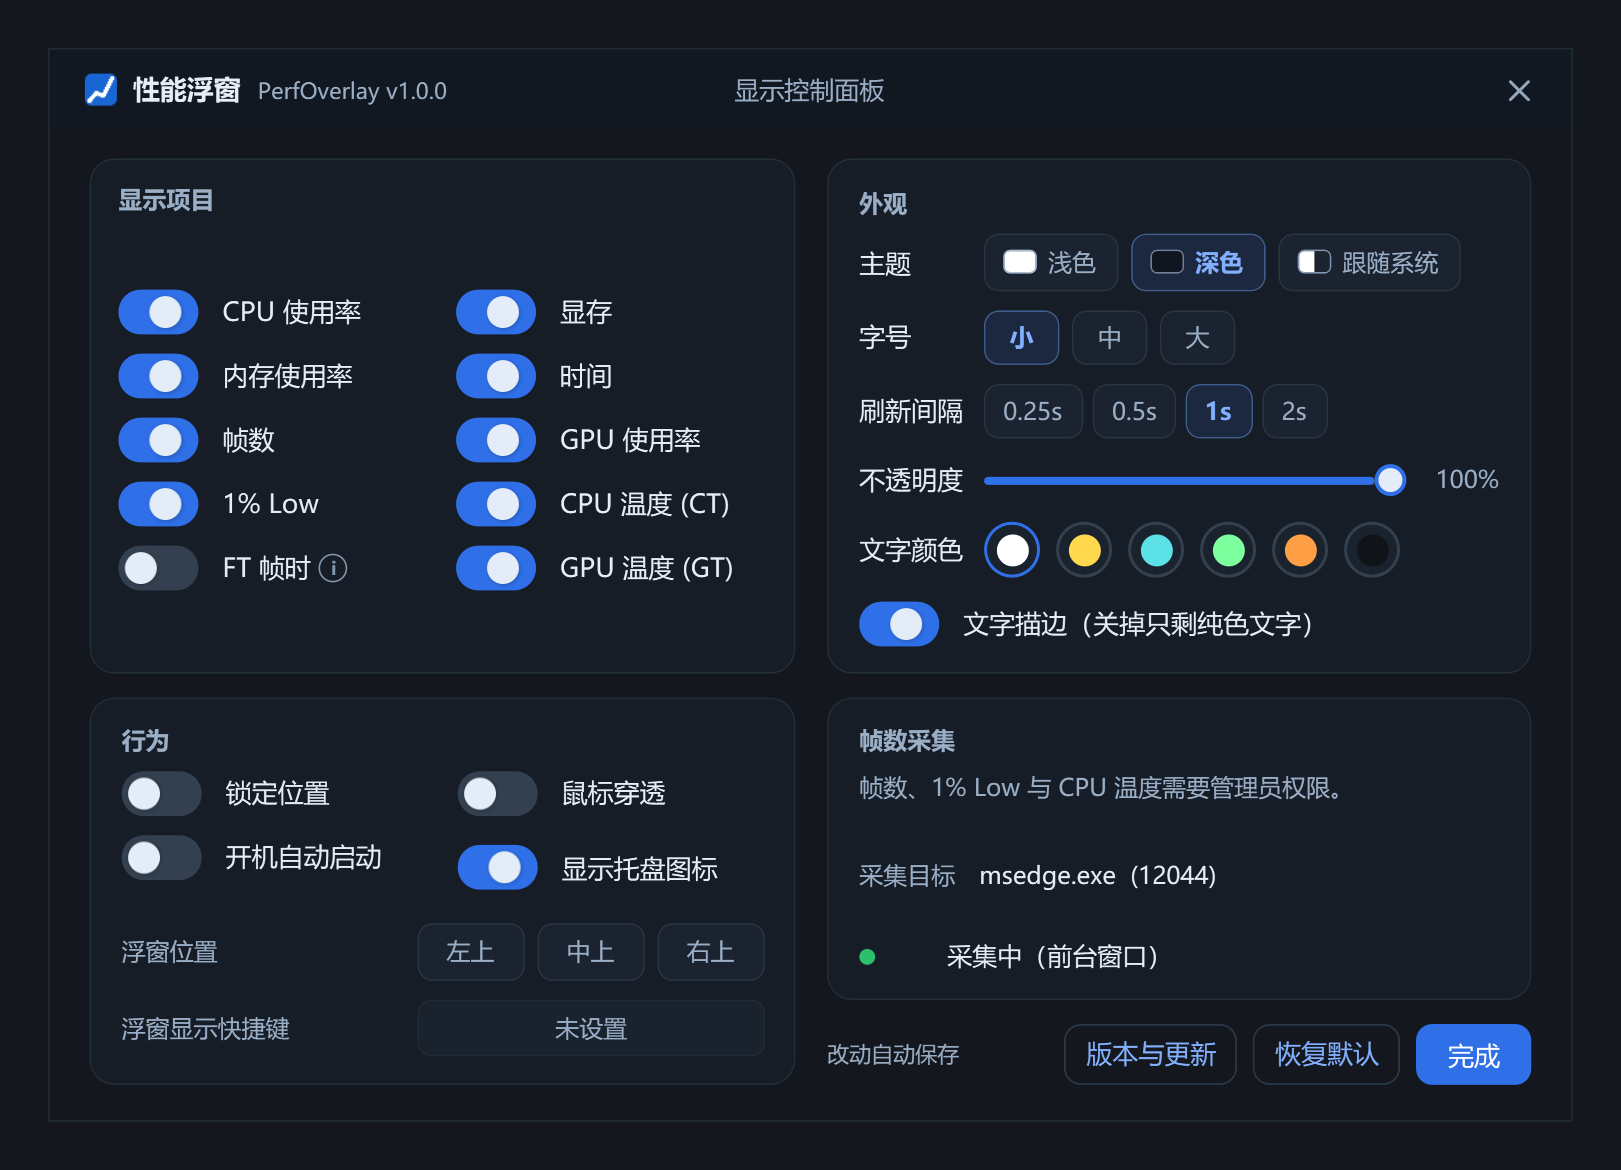 性能浮窗 PerfOverlay v1.0.0
显示控制面板
显示项目
CPU 使用率
显存
内存使用率
时间
帧数
GPU 使用率
1% Low
CPU 温度 (CT)
FT 帧时
GPU 温度 (GT)
外观
主题 浅色 深色 跟随系统
字号 小 中 大
刷新间隔 0.25s 0.5s 1s 2s
不透明度 100%
文字颜色
文字描边（关掉只剩纯色文字）
行为
锁定位置
鼠标穿透
开机自动启动
显示托盘图标
浮窗位置 左上 中上 右上
浮窗显示快捷键 未设置
帧数采集
帧数、1% Low 与 CPU 温度需要管理员权限。
采集目标 msedge.exe (12044)
采集中（前台窗口）
改动自动保存 版本与更新 恢复默认 完成